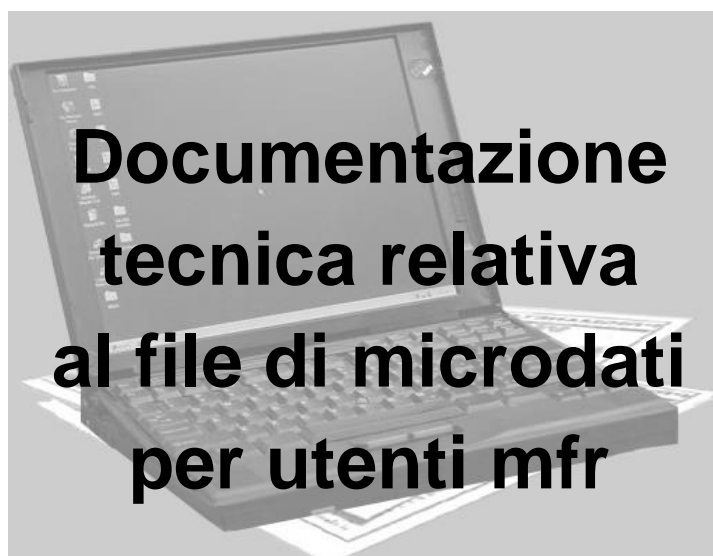 Documentazione
tecnica relativa
al file di microdati
per utenti mfr